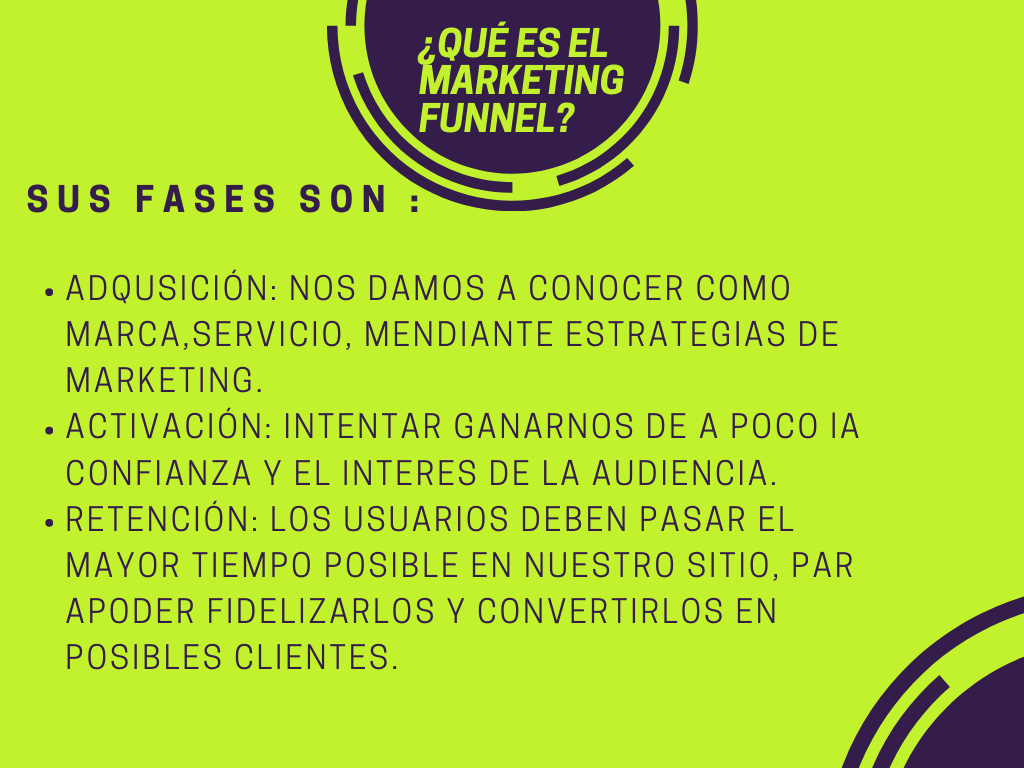 ¿QUÉ ES EL
MARKETING
FUNNEL?
SUS FASES SON :
• ADQUSICIÓN: NOS DAMOS A CONOCER COMO
MARCA,SERVICIO, MENDIANTE ESTRATEGIAS DE
MARKETING.
• ACTIVACIÓN: INTENTAR GANARNOS DE A POCO lA
CONFIANZA Y EL INTERES DE LA AUDIENCIA.
• RETENCIÓN: LOS USUARIOS DEBEN PASAR EL
MAYOR TIEMPO POSIBLE EN NUESTRO SITIO, PAR
APODER FIDELIZARLOS Y CONVERTIRLOS EN
POSIBLES CLIENTES.